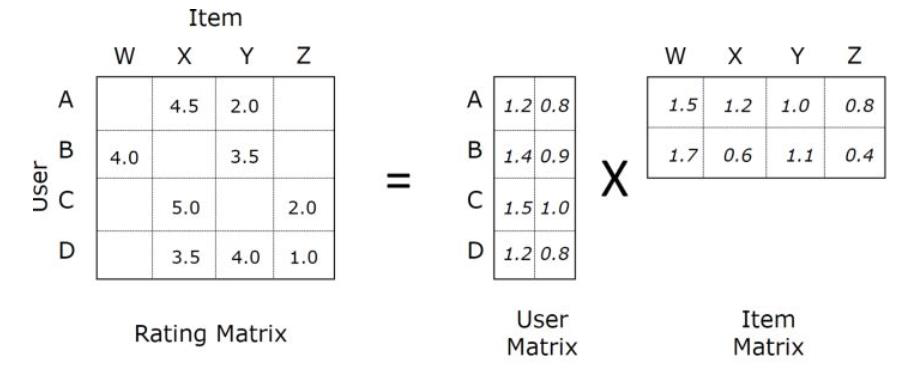 Item
W X Y Z W X Y Z
A 4.5 2.0 A 1.2 0.8 1.5 1.2 1.0 0.8
B 4.0 3.5 = B 1.4 0.9 X 1.7 0.6 1.1 0.4
User
C 5.0 2.0 C 1.5 1.0
D 3.5 4.0 1.0 D 1.2 0.8
Rating Matrix
User
Matrix
Item
Matrix